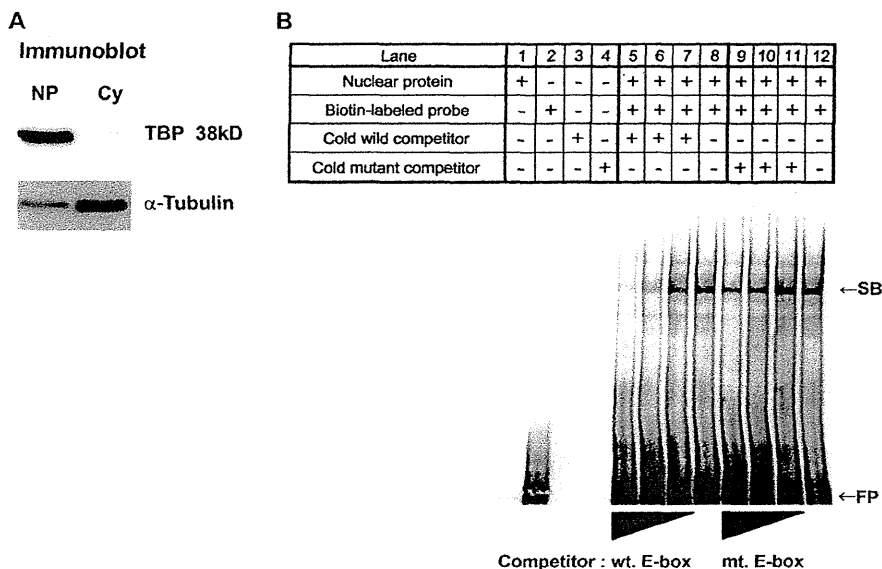 A
Immunoblot
NP Cy
TBP 38kD
α-Tubulin
B
Lane 1 2 3 4 5 6 7 8 9 10 11 12
Nuclear protein + - - - + + + + + + + +
Biotin-labeled probe - + - - + + + + + + + +
Cold wild competitor - - + - + + + - - - - -
Cold mutant competitor - - - + - - - - + + + -
←SB
←FP
Competitor : wt. E-box mt. E-box